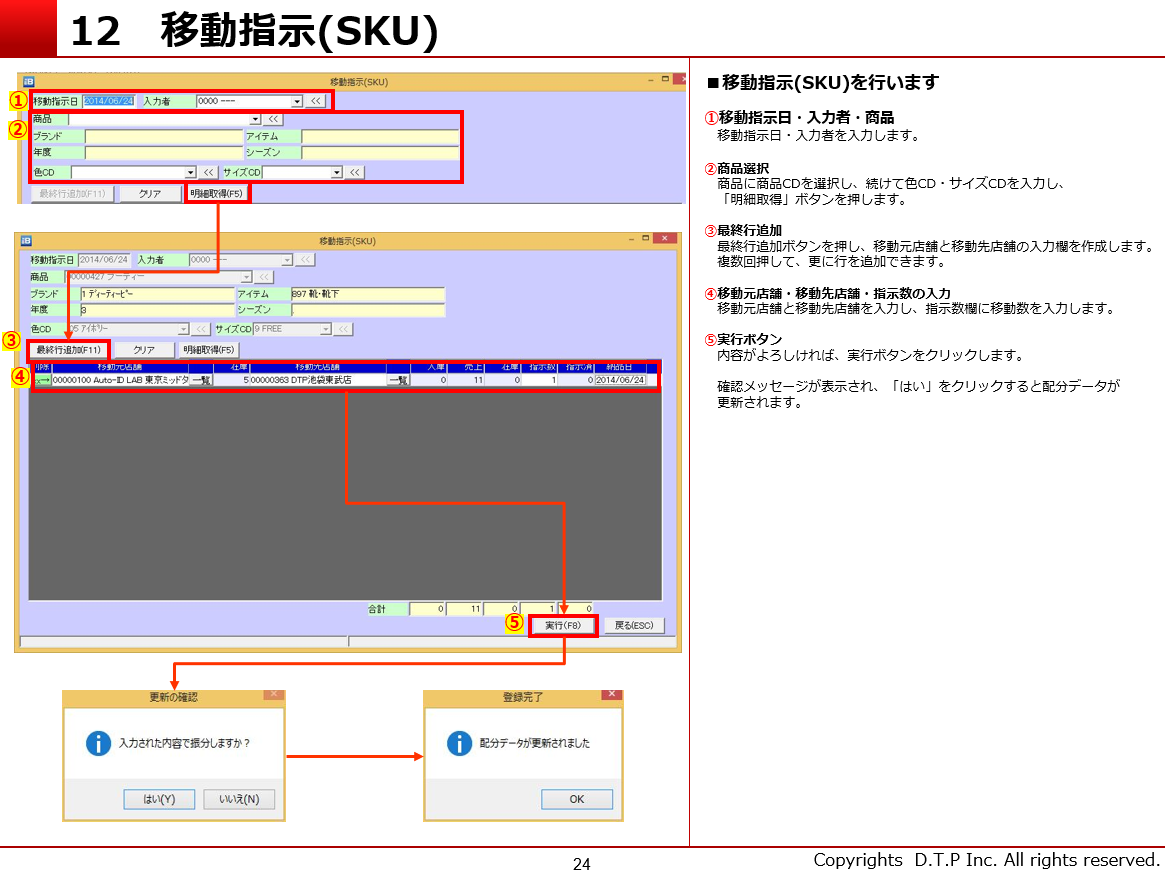 12 移動指示(SKU)
移動指示(SKU)
①
移動指示日 2014/06/24 入力者 0000 --- <<
②
商品 <<
ブランド アイテム
年度 シーズン
色CD << サイズCD <<
最終行追加(F11) クリア 明細取得(F5)
移動指示(SKU)
移動指示日 2014/06/24 入力者 0000 --- <<
商品 00000427 ブーティー <<
ブランド 1 ディーティーピー アイテム 897 靴・靴下
年度 3 シーズン .
色CD 05 アイボリー << サイズCD 9 FREE <<
③
最終行追加(F11) クリア 明細取得(F5)
削除 移動元店舗 在庫 移動先店舗 入庫 売上 在庫 指示数 指示済 納品日
④
×→ 00000100 Auto-ID LAB 東京ミッドタ 一覧 5 00000363 DTP池袋東武店 一覧 0 11 0 1 0 2014/06/24
合計 0 11 0 1 0
⑤
実行(F8) 戻る(ESC)
更新の確認
入力された内容で振分しますか？
はい(Y) いいえ(N)
登録完了
配分データが更新されました
OK
■移動指示(SKU)を行います
①移動指示日・入力者・商品
移動指示日・入力者を入力します。
②商品選択
商品に商品CDを選択し、続けて色CD・サイズCDを入力し、
「明細取得」ボタンを押します。
③最終行追加
最終行追加ボタンを押し、移動元店舗と移動先店舗の入力欄を作成します。
複数回押して、更に行を追加できます。
④移動元店舗・移動先店舗・指示数の入力
移動元店舗と移動先店舗を入力し、指示数欄に移動数を入力します。
⑤実行ボタン
内容がよろしければ、実行ボタンをクリックします。
確認メッセージが表示され、「はい」をクリックすると配分データが
更新されます。
24
Copyrights D.T.P Inc. All rights reserved.